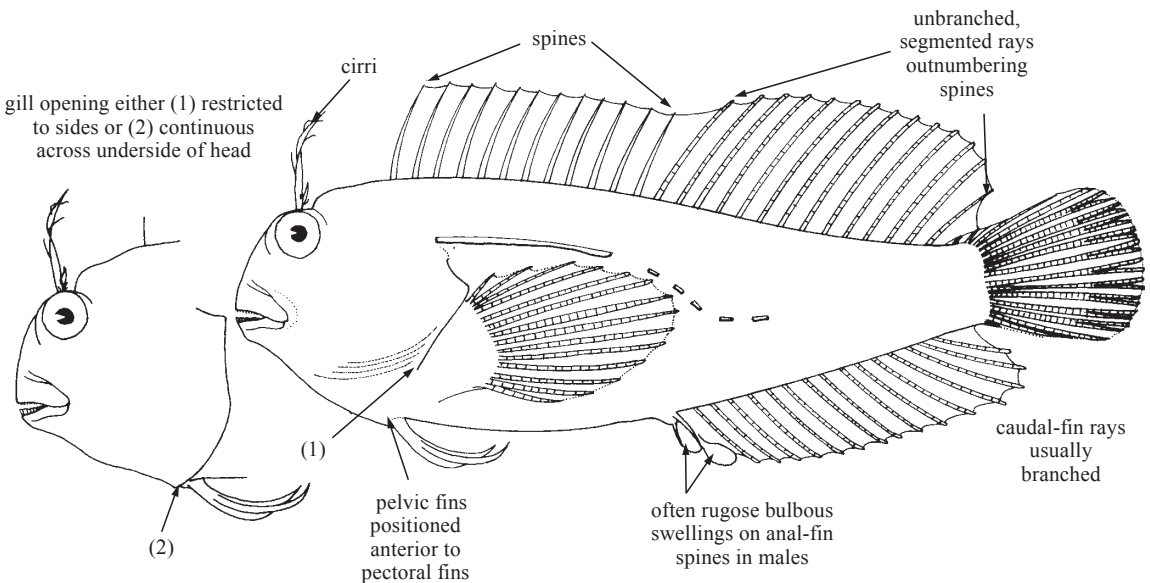 spines
unbranched,
segmented rays
outnumbering
spines
cirri
gill opening either (1) restricted
to sides or (2) continuous
across underside of head
(1)
(2)
pelvic fins
positioned
anterior to
pectoral fins
often rugose bulbous
swellings on anal-fin
spines in males
caudal-fin rays
usually
branched